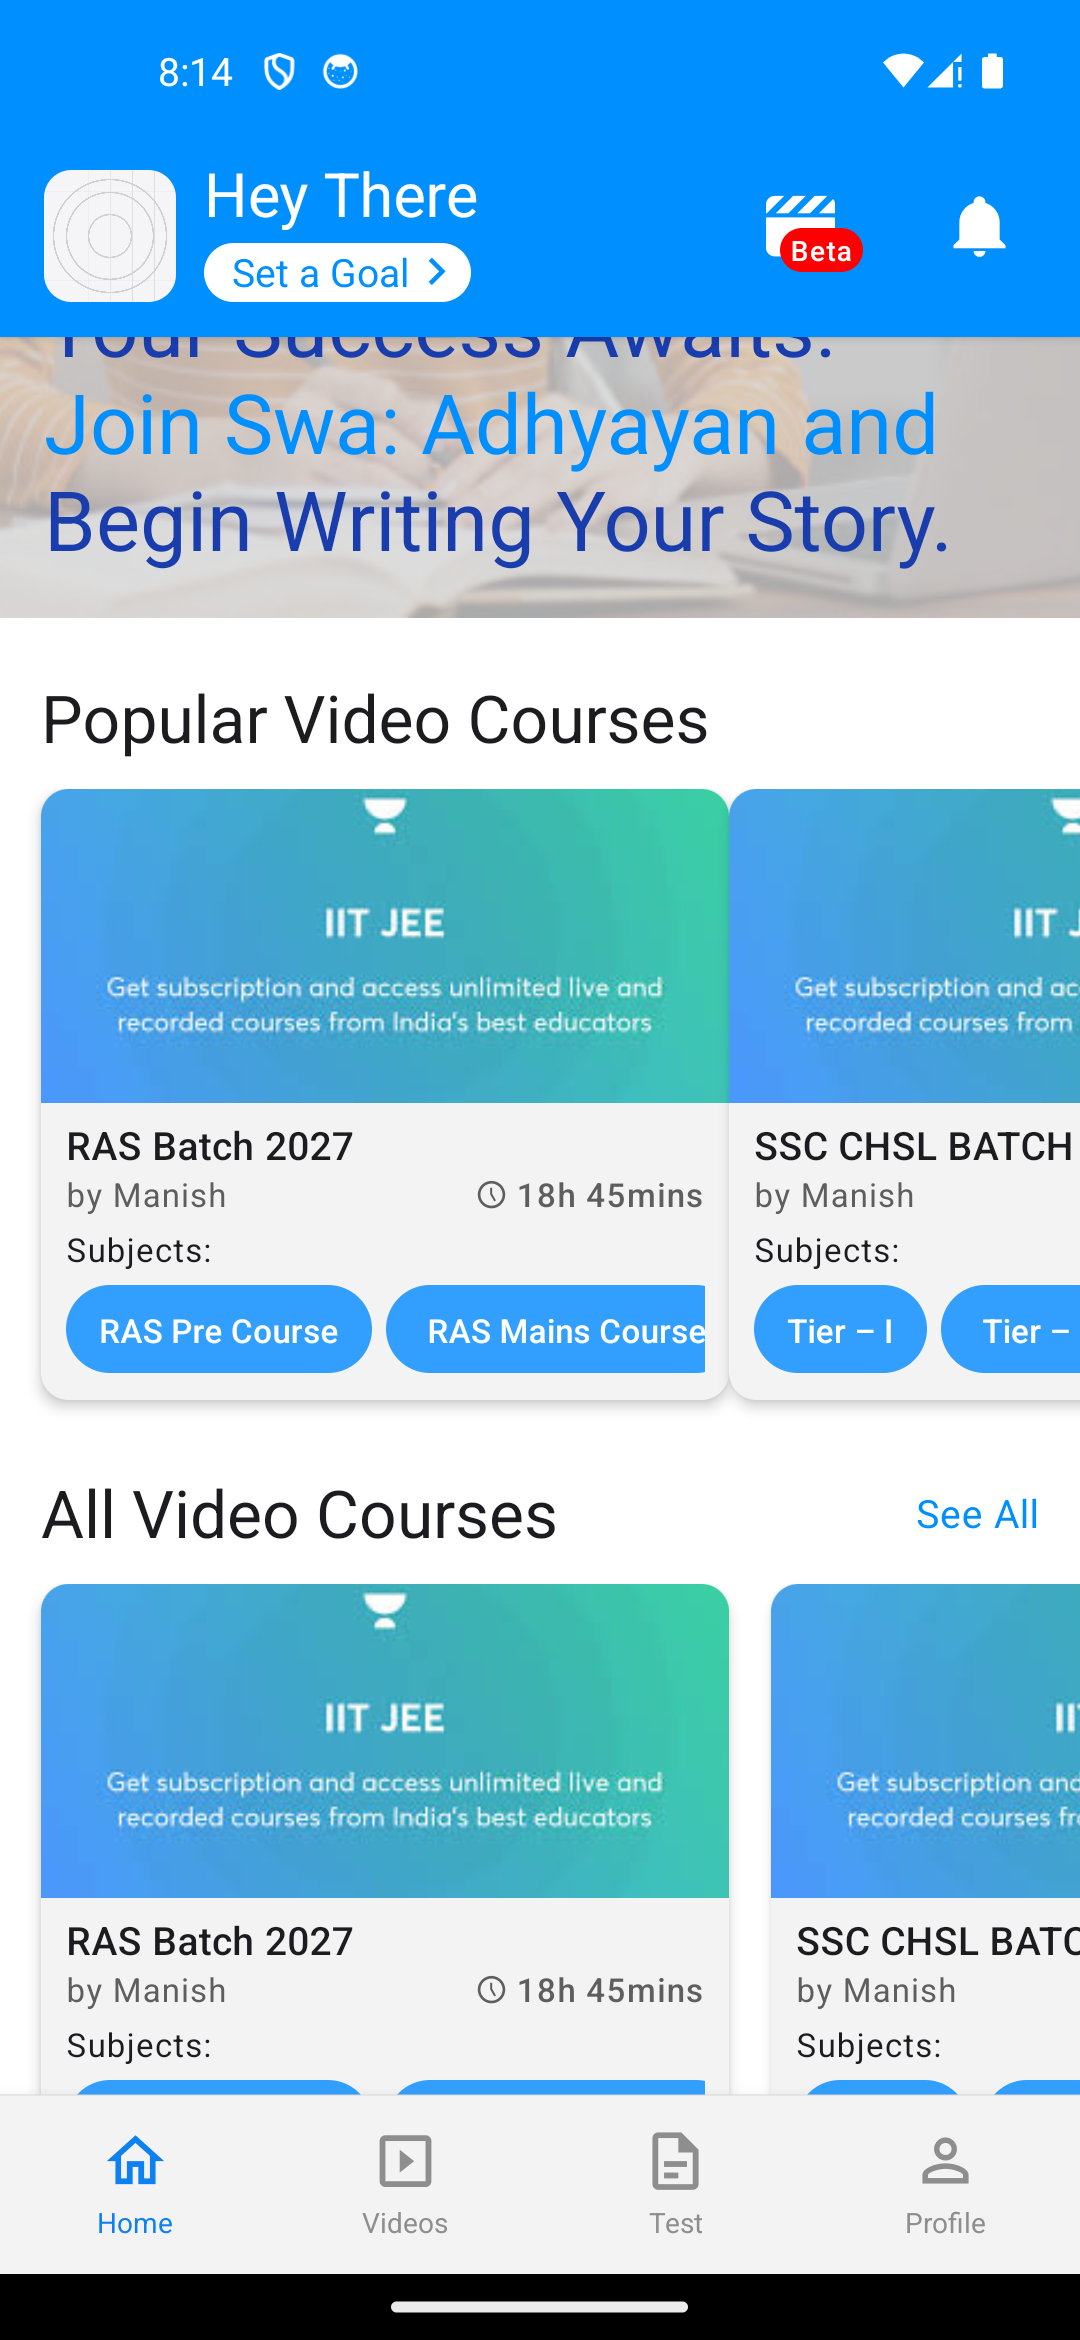 8:14
Hey There
Set a Goal
Beta
Your Success Awaits.
Join Swa: Adhyayan and
Begin Writing Your Story.
Popular Video Courses
IIT JEE
Get subscription and access unlimited live and
recorded courses from India's best educators
RAS Batch 2027
by Manish
18h 45mins
Subjects:
RAS Pre Course
RAS Mains Course
IIT J
Get subscription and ac
recorded courses from
SSC CHSL BATCH
by Manish
Subjects:
Tier – I
Tier –
All Video Courses
See All
IIT JEE
Get subscription and access unlimited live and
recorded courses from India's best educators
RAS Batch 2027
by Manish
18h 45mins
Subjects:
II
Get subscription and
recorded courses fr
SSC CHSL BATC
by Manish
Subjects:
Home
Videos
Test
Profile